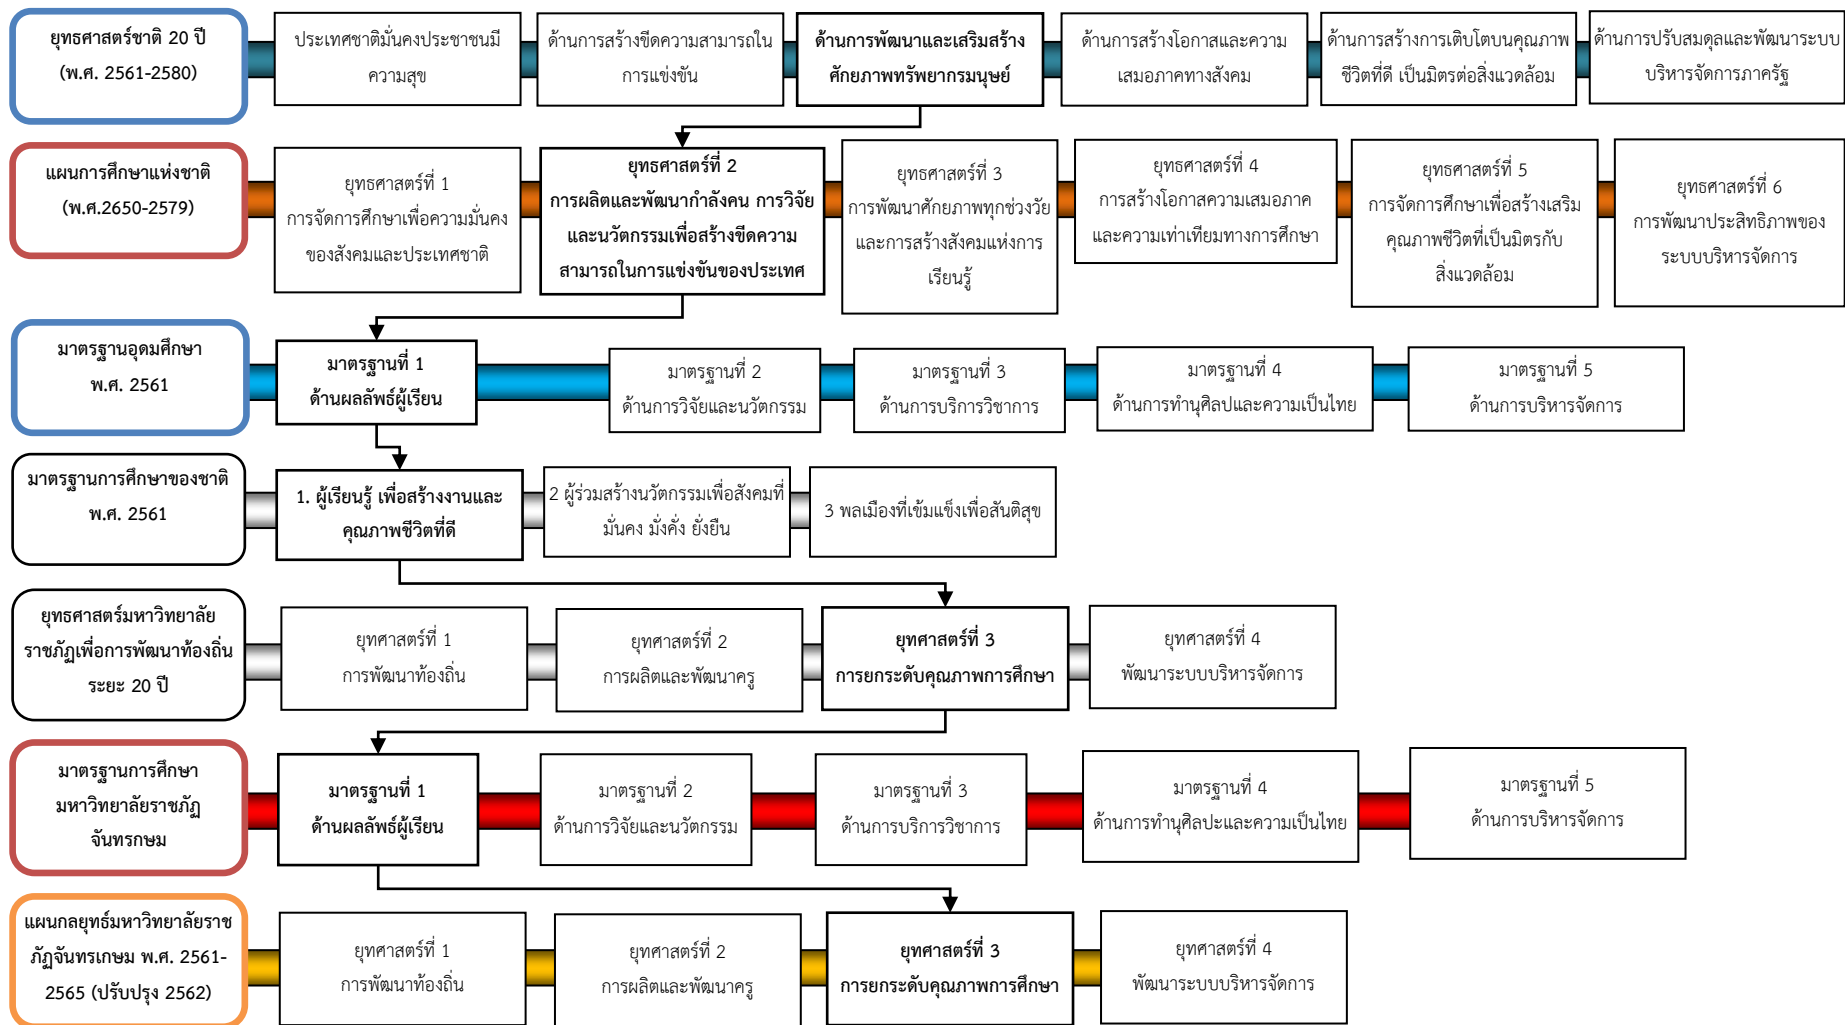 ยุทธศาสตร์ชาติ 20 ปี
(พ.ศ. 2561-2580)
ประเทศชาติมั่นคงประชาชนมี
ความสุข
ด้านการสร้างขีดความสามารถใน
การแข่งขัน
ด้านการพัฒนาและเสริมสร้าง
ศักยภาพทรัพยากรมนุษย์
ด้านการสร้างโอกาสและความ
เสมอภาคทางสังคม
ด้านการสร้างการเติบโตบนคุณภาพ
ชีวิตที่ดี เป็นมิตรต่อสิ่งแวดล้อม
ด้านการปรับสมดุลและพัฒนาระบบ
บริหารจัดการภาครัฐ
แผนการศึกษาแห่งชาติ
(พ.ศ.2650-2579)
ยุทธศาสตร์ที่ 1
การจัดการศึกษาเพื่อความมั่นคง
ของสังคมและประเทศชาติ
ยุทธศาสตร์ที่ 2
การผลิตและพัฒนากำลังคน การวิจัย
และนวัตกรรมเพื่อสร้างขีดความ
สามารถในการแข่งขันของประเทศ
ยุทธศาสตร์ที่ 3
การพัฒนาศักยภาพทุกช่วงวัย
และการสร้างสังคมแห่งการ
เรียนรู้
ยุทธศาสตร์ที่ 4
การสร้างโอกาสความเสมอภาค
และความเท่าเทียมทางการศึกษา
ยุทธศาสตร์ที่ 5
การจัดการศึกษาเพื่อสร้างเสริม
คุณภาพชีวิตที่เป็นมิตรกับ
สิ่งแวดล้อม
ยุทธศาสตร์ที่ 6
การพัฒนาประสิทธิภาพของ
ระบบบริหารจัดการ
มาตรฐานอุดมศึกษา
พ.ศ. 2561
มาตรฐานที่ 1
ด้านผลลัพธ์ผู้เรียน
มาตรฐานที่ 2
ด้านการวิจัยและนวัตกรรม
มาตรฐานที่ 3
ด้านการบริการวิชาการ
มาตรฐานที่ 4
ด้านการทำนุศิลปและความเป็นไทย
มาตรฐานที่ 5
ด้านการบริหารจัดการ
มาตรฐานการศึกษาของชาติ
พ.ศ. 2561
1. ผู้เรียนรู้ เพื่อสร้างงานและ
คุณภาพชีวิตที่ดี
2 ผู้ร่วมสร้างนวัตกรรมเพื่อสังคมที่
มั่นคง มั่งคั่ง ยั่งยืน
3 พลเมืองที่เข้มแข็งเพื่อสันติสุข
ยุทธศาสตร์มหาวิทยาลัย
ราชภัฏเพื่อการพัฒนาท้องถิ่น
ระยะ 20 ปี
ยุทศาสตร์ที่ 1
การพัฒนาท้องถิ่น
ยุทศาสตร์ที่ 2
การผลิตและพัฒนาครู
ยุทศาสตร์ที่ 3
การยกระดับคุณภาพการศึกษา
ยุทศาสตร์ที่ 4
พัฒนาระบบบริหารจัดการ
มาตรฐานการศึกษา
มหาวิทยาลัยราชภัฏ
จันทรกษม
มาตรฐานที่ 1
ด้านผลลัพธ์ผู้เรียน
มาตรฐานที่ 2
ด้านการวิจัยและนวัตกรรม
มาตรฐานที่ 3
ด้านการบริการวิชาการ
มาตรฐานที่ 4
ด้านการทำนุศิลปะและความเป็นไทย
มาตรฐานที่ 5
ด้านการบริหารจัดการ
แผนกลยุทธ์มหาวิทยาลัยราช
ภัฏจันทรเกษม พ.ศ. 2561-
2565 (ปรับปรุง 2562)
ยุทศาสตร์ที่ 1
การพัฒนาท้องถิ่น
ยุทศาสตร์ที่ 2
การผลิตและพัฒนาครู
ยุทศาสตร์ที่ 3
การยกระดับคุณภาพการศึกษา
ยุทศาสตร์ที่ 4
พัฒนาระบบบริหารจัดการ